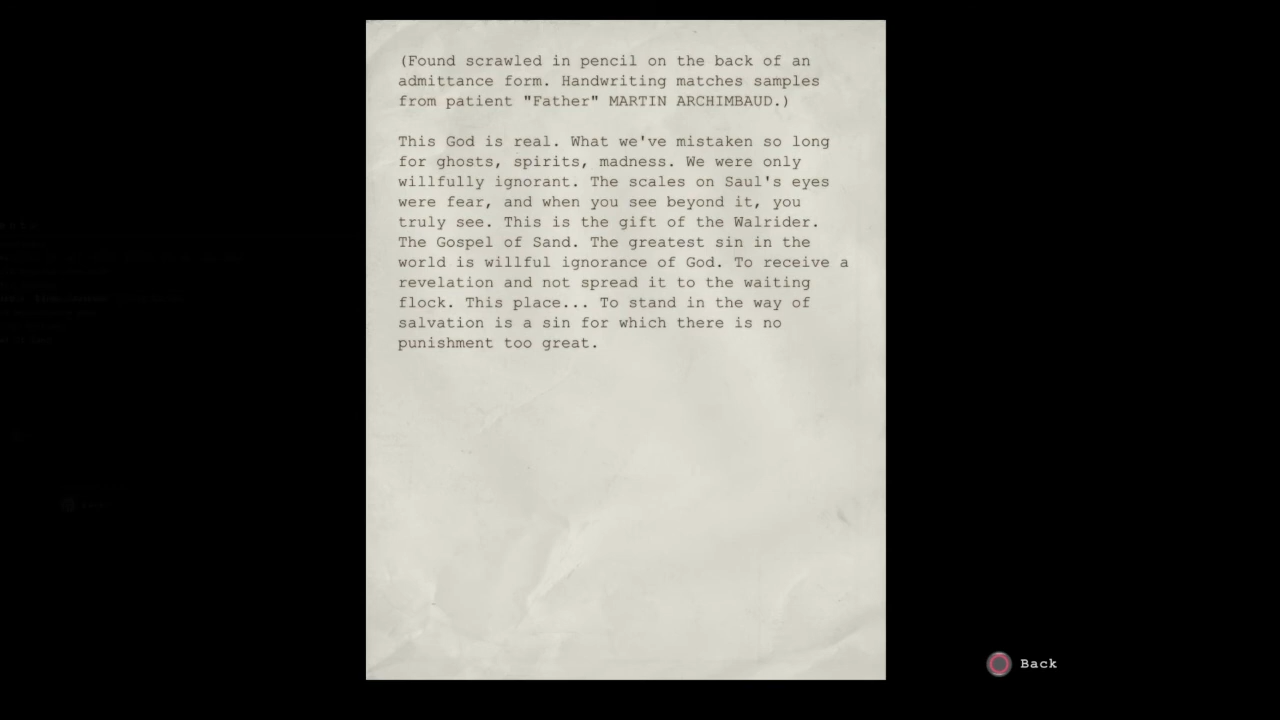 (Found scrawled in pencil on the back of an
admittance form. Handwriting matches samples
from patient "Father" MARTIN ARCHIMBAUD.)
This God is real. What we've mistaken so long
for ghosts, spirits, madness. We were only
willfully ignorant. The scales on Saul's eyes
were fear, and when you see beyond it, you
truly see. This is the gift of the Walrider.
The Gospel of Sand. The greatest sin in the
world is willful ignorance of God. To receive a
revelation and not spread it to the waiting
flock. This place... To stand in the way of
salvation is a sin for which there is no
punishment too great.
Back